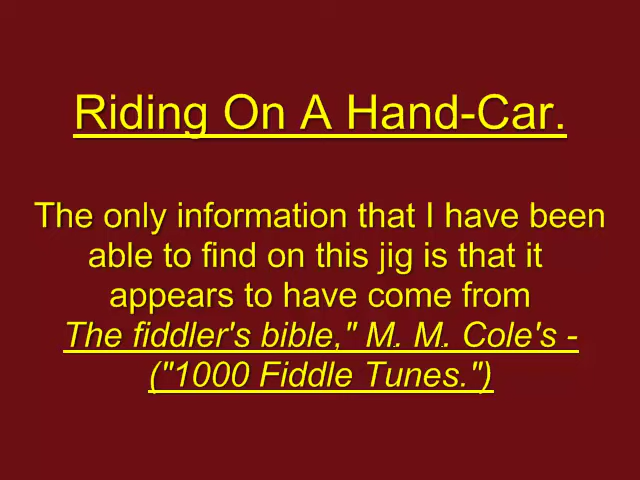 Riding On A Hand-Car.
The only information that I have been
able to find on this jig is that it
appears to have come from
The fiddler's bible," M. M. Cole's -
("1000 Fiddle Tunes.")